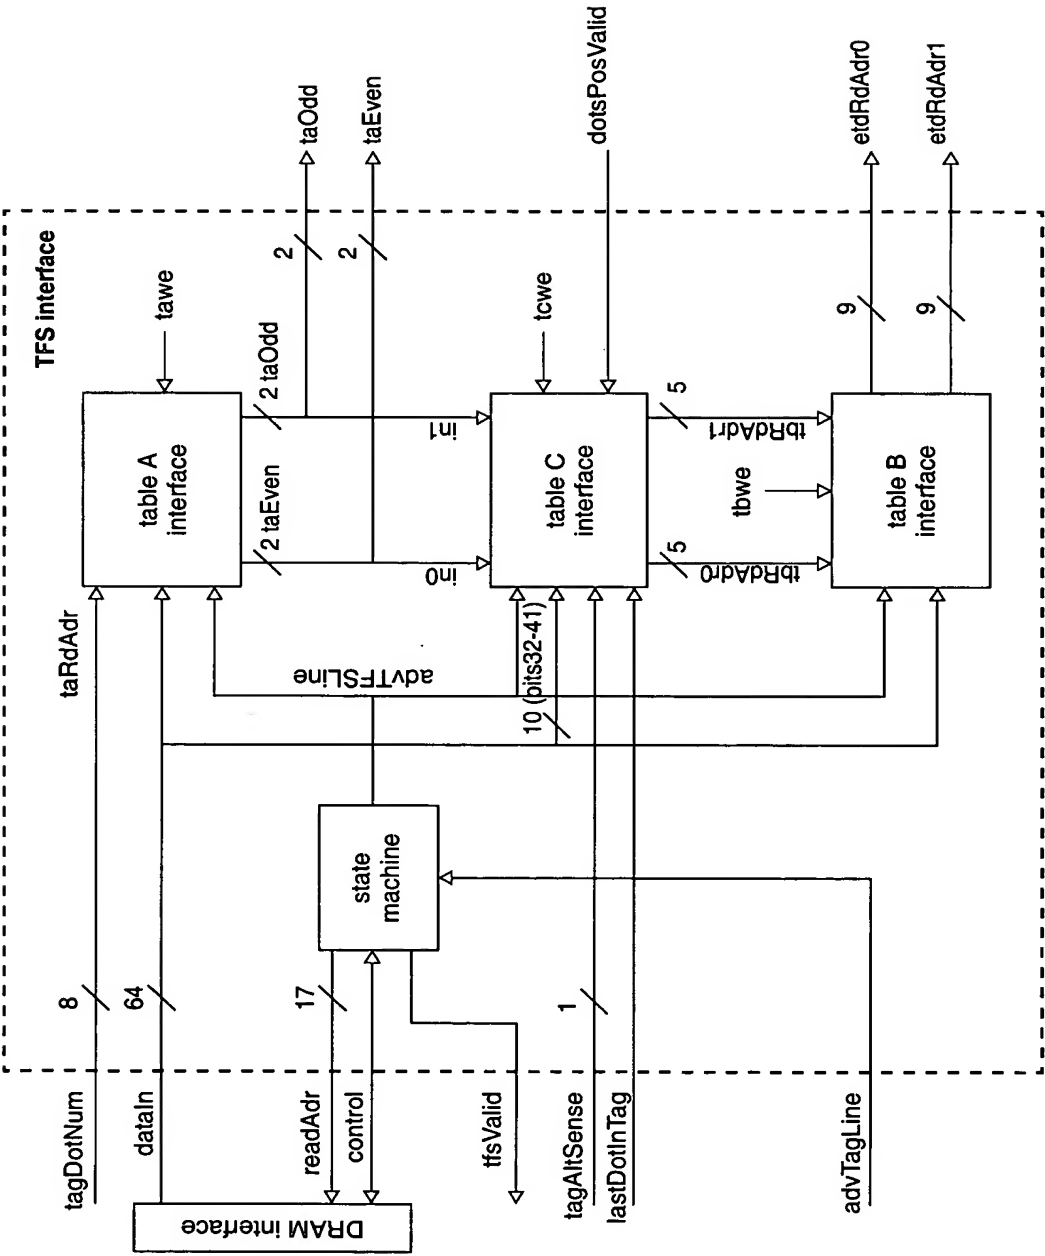 TFS interface
taRdAdr
table A
interface
tawe
2 taEven
2 taOdd
2
taOdd
2
taEven
in0
in1
advTFSLine
10 (bits32-41)
table C
interface
tcwe
dotsPosValid
5
tbRdAdr0
5
tbRdAdr1
tbwe
table B
interface
9
etdRdAdr0
9
etdRdAdr1
state
machine
8
tagDotNum
64
dataIn
17
readAdr
control
DRAM interface
tfsValid
1
tagAltSense
lastDotInTag
advTagLine